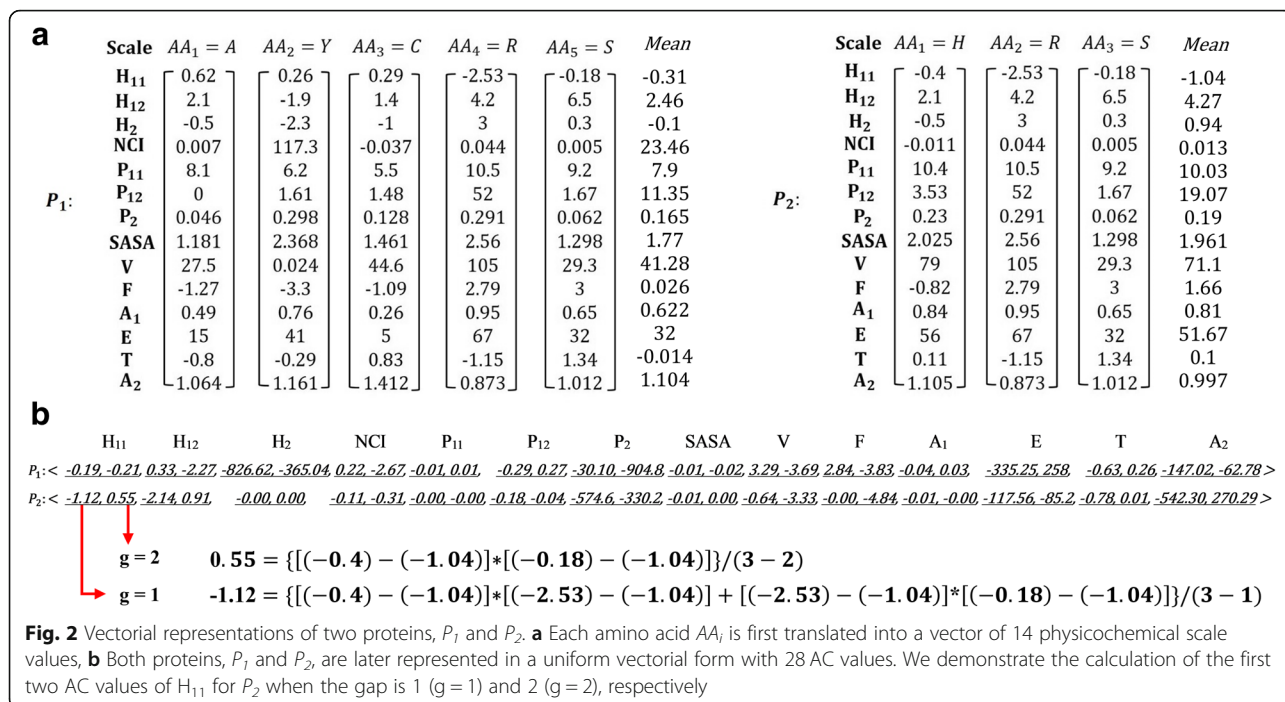 a
Scale AA₁ = A AA₂ = Y AA₃ = C AA₄ = R AA₅ = S Mean
H₁₁ 0.62 0.26 0.29 -2.53 -0.18 -0.31
H₁₂ 2.1 -1.9 1.4 4.2 6.5 2.46
H₂ -0.5 -2.3 -1 3 0.3 -0.1
NCI 0.007 117.3 -0.037 0.044 0.005 23.46
P₁₁ 8.1 6.2 5.5 10.5 9.2 7.9
P₁₂ 0 1.61 1.48 52 1.67 11.35
P₁:
P₂ 0.046 0.298 0.128 0.291 0.062 0.165
SASA 1.181 2.368 1.461 2.56 1.298 1.77
V 27.5 0.024 44.6 105 29.3 41.28
F -1.27 -3.3 -1.09 2.79 3 0.026
A₁ 0.49 0.76 0.26 0.95 0.65 0.622
E 15 41 5 67 32 32
T -0.8 -0.29 0.83 -1.15 1.34 -0.014
A₂ 1.064 1.161 1.412 0.873 1.012 1.104
Scale AA₁ = H AA₂ = R AA₃ = S Mean
H₁₁ -0.4 -2.53 -0.18 -1.04
H₁₂ 2.1 4.2 6.5 4.27
H₂ -0.5 3 0.3 0.94
NCI -0.011 0.044 0.005 0.013
P₁₁ 10.4 10.5 9.2 10.03
P₁₂ 3.53 52 1.67 19.07
P₂:
P₂ 0.23 0.291 0.062 0.19
SASA 2.025 2.56 1.298 1.961
V 79 105 29.3 71.1
F -0.82 2.79 3 1.66
A₁ 0.84 0.95 0.65 0.81
E 56 67 32 51.67
T 0.11 -1.15 1.34 0.1
A₂ 1.105 0.873 1.012 0.997
b
H₁₁ H₁₂ H₂ NCI P₁₁ P₁₂ P₂ SASA V F A₁ E T A₂
P₁:< -0.19, -0.21, 0.33, -2.27, -826.62, -365.04, 0.22, -2.67, -0.01, 0.01, -0.29, 0.27, -30.10, -904.8, -0.01, -0.02, 3.29, -3.69, 2.84, -3.83, -0.04, 0.03, -335.25, 258, -0.63, 0.26, -147.02, -62.78 >
P₂:< -1.12, 0.55, -2.14, 0.91, -0.00, 0.00, -0.11, -0.31, -0.00, -0.00, -0.18, -0.04, -574.6, -330.2, -0.01, 0.00, -0.64, -3.33, -0.00, -4.84, -0.01, -0.00, -117.56, -85.2, -0.78, 0.01, -542.30, 270.29 >
g = 2 0.55 = {[(−0.4) − (−1.04)]∗[(−0.18) − (−1.04)]}/(3 − 2)
g = 1 -1.12 = {[(−0.4) − (−1.04)]∗[(−2.53) − (−1.04)] + [(−2.53) − (−1.04)]*[(−0.18) − (−1.04)]}/(3 − 1)
Fig. 2 Vectorial representations of two proteins, P₁ and P₂. a Each amino acid AAᵢ is first translated into a vector of 14 physicochemical scale
values, b Both proteins, P₁ and P₂, are later represented in a uniform vectorial form with 28 AC values. We demonstrate the calculation of the first
two AC values of H₁₁ for P₂ when the gap is 1 (g = 1) and 2 (g = 2), respectively